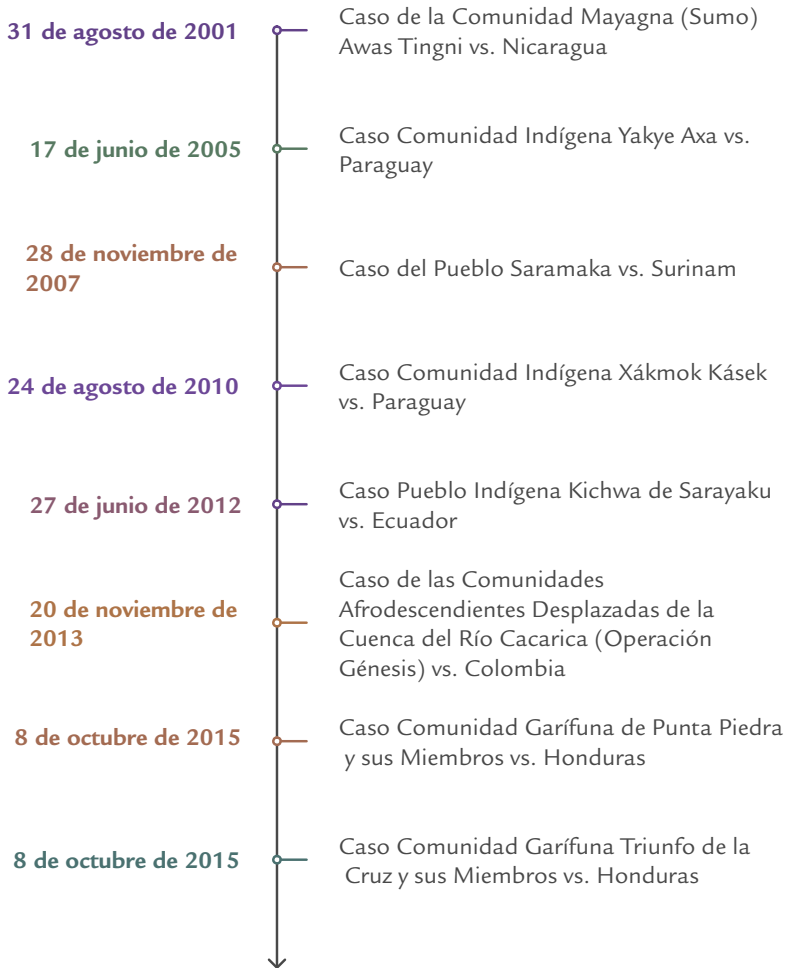 31 de agosto de 2001
Caso de la Comunidad Mayagna (Sumo)
Awas Tingni vs. Nicaragua
17 de junio de 2005
Caso Comunidad Indígena Yakye Axa vs.
Paraguay
28 de noviembre de
2007
Caso del Pueblo Saramaka vs. Surinam
24 de agosto de 2010
Caso Comunidad Indígena Xákmok Kásek
vs. Paraguay
27 de junio de 2012
Caso Pueblo Indígena Kichwa de Sarayaku
vs. Ecuador
20 de noviembre de
2013
Caso de las Comunidades
Afrodescendientes Desplazadas de la
Cuenca del Río Cacarica (Operación
Génesis) vs. Colombia
8 de octubre de 2015
Caso Comunidad Garífuna de Punta Piedra
y sus Miembros vs. Honduras
8 de octubre de 2015
Caso Comunidad Garífuna Triunfo de la
Cruz y sus Miembros vs. Honduras